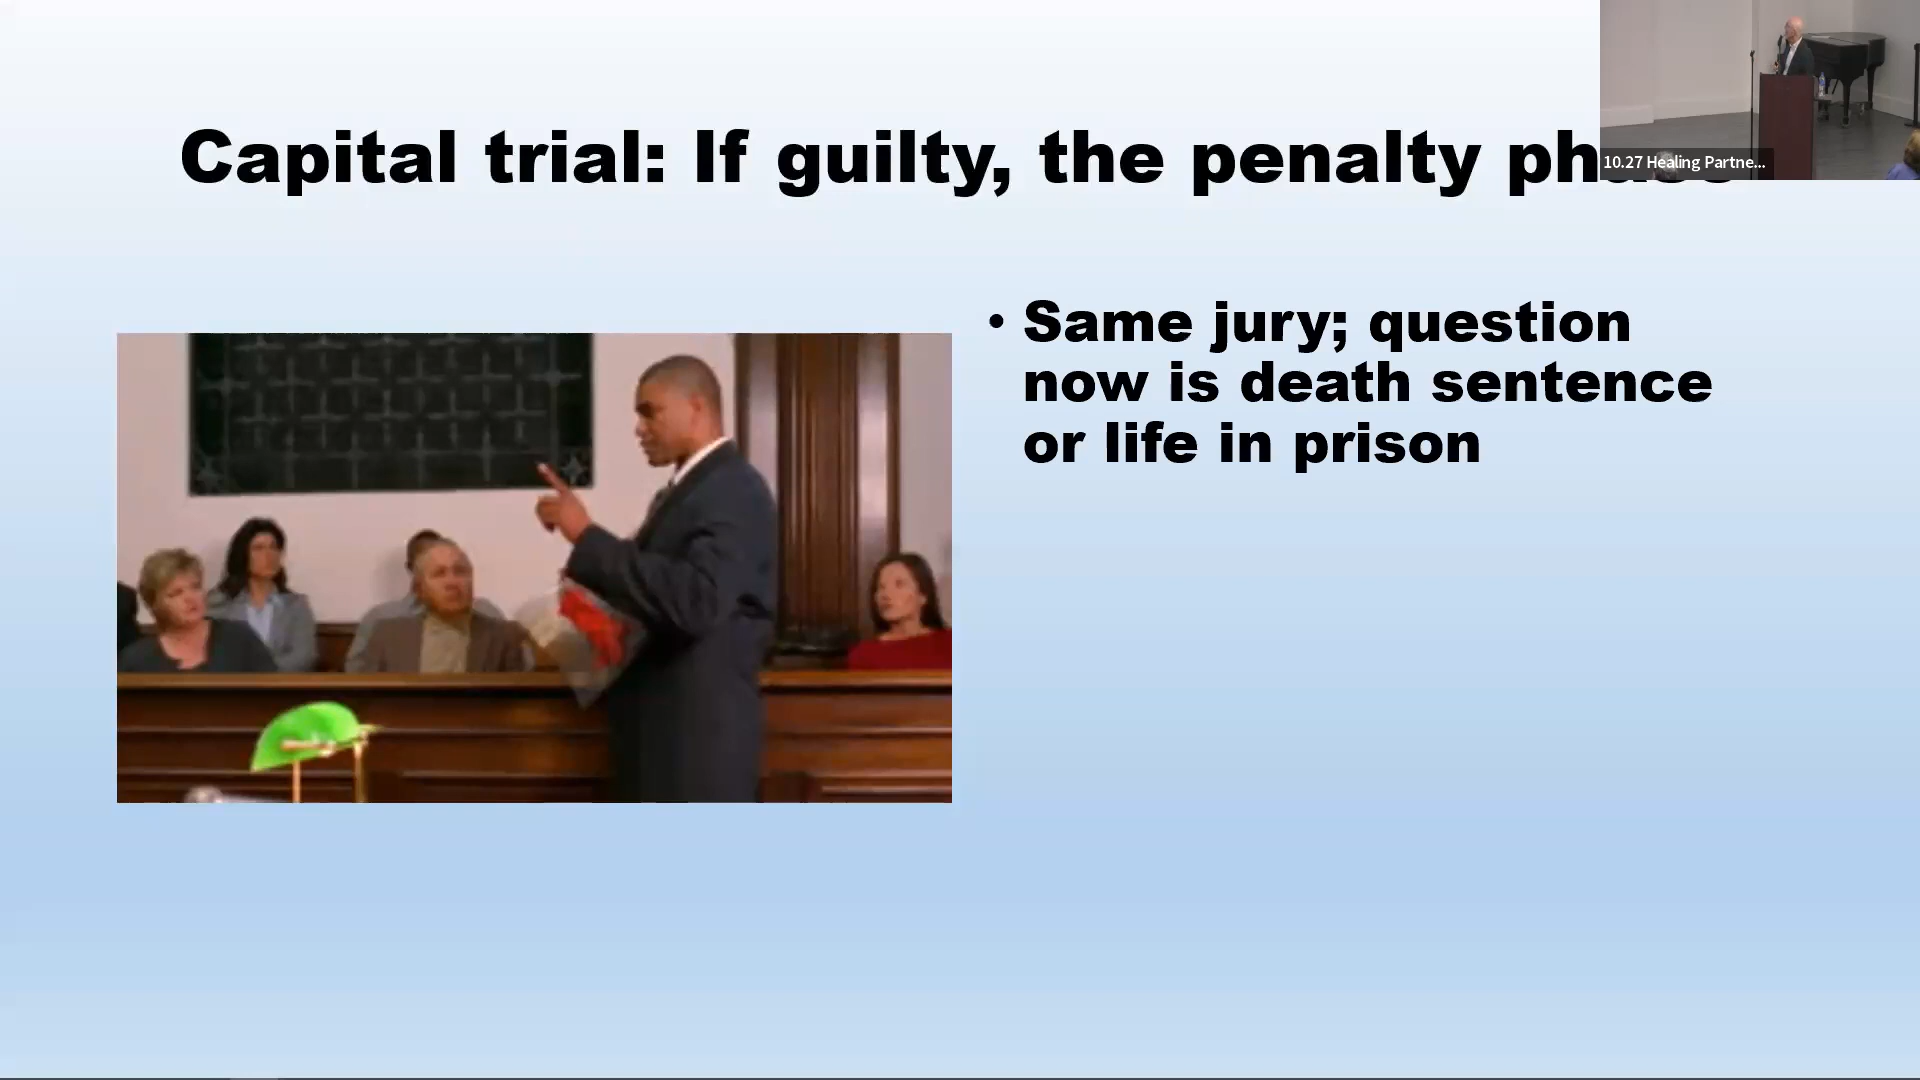 Capital trial: If guilty, the penalty
10.27 Healing Partne...
• Same jury; question
now is death sentence
or life in prison